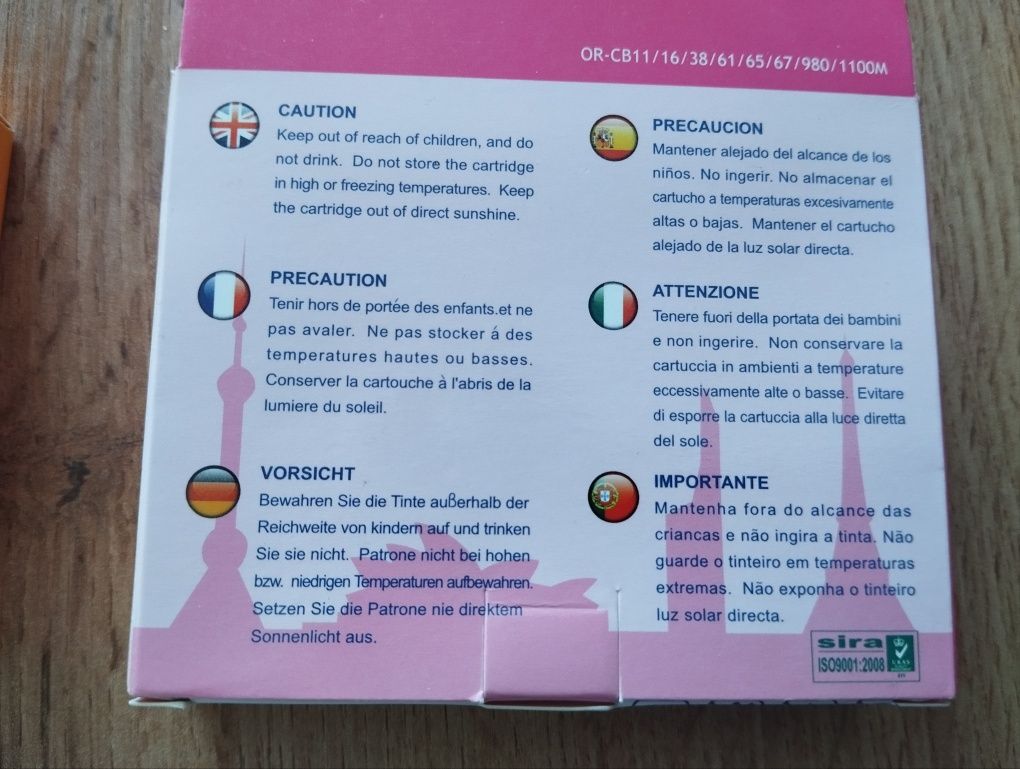 OR-CB11/16/38/61/65/67/980/1100M
CAUTION
Keep out of reach of children, and do
not drink. Do not store the cartridge
in high or freezing temperatures. Keep
the cartridge out of direct sunshine.
PRECAUTION
Tenir hors de portée des enfants.et ne
pas avaler. Ne pas stocker á des
temperatures hautes ou basses.
Conserver la cartouche à l'abris de la
lumiere du soleil.
VORSICHT
Bewahren Sie die Tinte außerhalb der
Reichweite von kindern auf und trinken
Sie sie nicht. Patrone nicht bei hohen
bzw. niedrigen Temperaturen aufbewahren.
Setzen Sie die Patrone nie direktem
Sonnenlicht aus.
PRECAUCION
Mantener alejado del alcance de los
niños. No ingerir. No almacenar el
cartucho a temperaturas excesivamente
altas o bajas. Mantener el cartucho
alejado de la luz solar directa.
ATTENZIONE
Tenere fuori della portata dei bambini
e non ingerire. Non conservare la
cartuccia in ambienti a temperature
eccessivamente alte o basse. Evitare
di esporre la cartuccia alla luce diretta
del sole.
IMPORTANTE
Mantenha fora do alcance das
criancas e não ingira a tinta. Não
guarde o tinteiro em temperaturas
extremas. Não exponha o tinteiro
luz solar directa.
sira
ISO9001:2008
UKAS